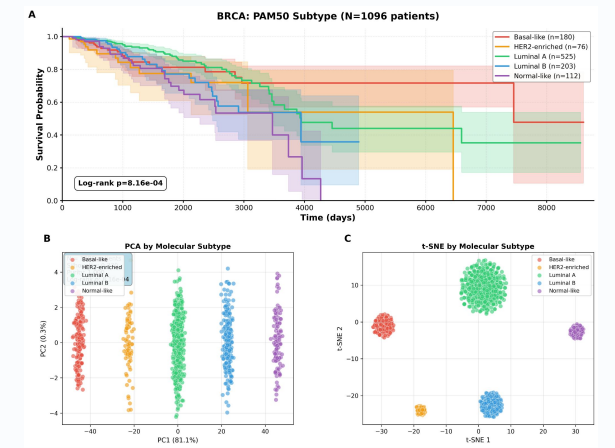 A
BRCA: PAM50 Subtype (N=1096 patients)
Survival Probability
1.0
0.8
0.6
0.4
0.2
0.0
Basal-like (n=180)
HER2-enriched (n=76)
Luminal A (n=525)
Luminal B (n=203)
Normal-like (n=112)
Log-rank p=8.16e-04
0
1000
2000
3000
4000
5000
6000
7000
8000
Time (days)
B
PCA by Molecular Subtype
Basal-like
HER2-enriched
Luminal A
Luminal B
Normal-like
PC2 (0.3%)
4
2
0
−2
−4
−40
−20
0
20
40
PC1 (81.1%)
C
t-SNE by Molecular Subtype
Basal-like
HER2-enriched
Luminal A
Luminal B
Normal-like
t-SNE 2
10
0
−10
−20
−30
−20
−10
0
10
20
30
t-SNE 1